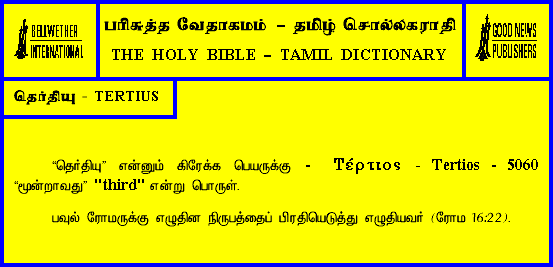 BELLWETHER
INTERNATIONAL
பரிசுத்த வேதாகமம் – தமிழ் சொல்லகராதி
THE HOLY BIBLE – TAMIL DICTIONARY
GOOD NEWS
PUBLISHERS
தெர்தியு - TERTIUS
“தெர்தியு” என்னும் கிரேக்க பெயருக்கு - Τέρτιος - Tertios - 5060
“மூன்றாவது” "third" என்று பொருள்.
பவுல் ரோமருக்கு எழுதின நிருபத்தைப் பிரதியெடுத்து எழுதியவர் (ரோம 16:22).